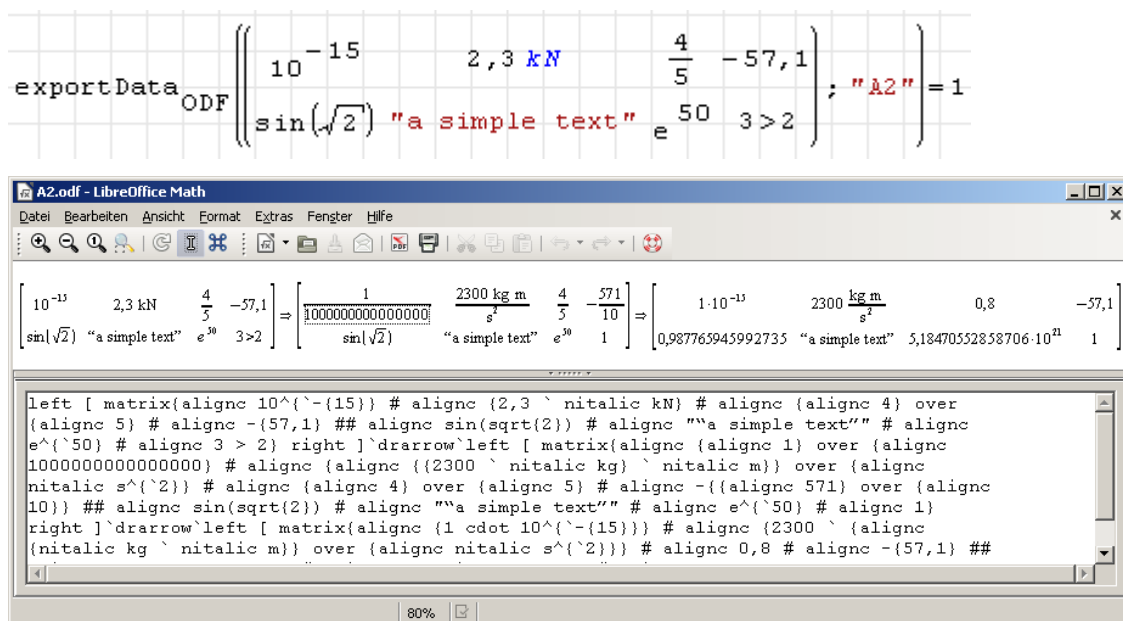 10^-15 2,3 kN 4/5 -57,1
exportData ODF ; "A2" = 1
sin(√2) "a simple text" e^50 3>2
A2.odf - LibreOffice Math
Datei Bearbeiten Ansicht Format Extras Fenster Hilfe
[10^-15 2,3 kN 4/5 −57,1] ⇒ [1/1000000000000000 2300 kg m/s^2 4/5 −571/10] ⇒ [1·10^-15 2300 kg m/s^2 0,8 −57,1]
[sin(√2) “a simple text” e^50 3>2] [sin(√2) “a simple text” e^50 1] [0,987765945992735 “a simple text” 5,18470552858706·10^21 1]
left [ matrix{alignc 10^{`-{15}} # alignc {2,3 ` nitalic kN} # alignc {alignc 4} over
{alignc 5} # alignc -{57,1} ## alignc sin(sqrt{2}) # alignc "“a simple text”" # alignc
e^{`50} # alignc 3 > 2} right ]`drarrow`left [ matrix{alignc {alignc 1} over {alignc
1000000000000000} # alignc {alignc {{2300 ` nitalic kg} ` nitalic m}} over {alignc
nitalic s^{`2}} # alignc {alignc 4} over {alignc 5} # alignc -{{alignc 571} over {alignc
10}} ## alignc sin(sqrt{2}) # alignc "“a simple text”" # alignc e^{`50} # alignc 1}
right ]`drarrow`left [ matrix{alignc {1 cdot 10^{`-{15}}} # alignc {2300 ` {alignc
{nitalic kg ` nitalic m}} over {alignc nitalic s^{`2}}} # alignc 0,8 # alignc -{57,1} ##
80%